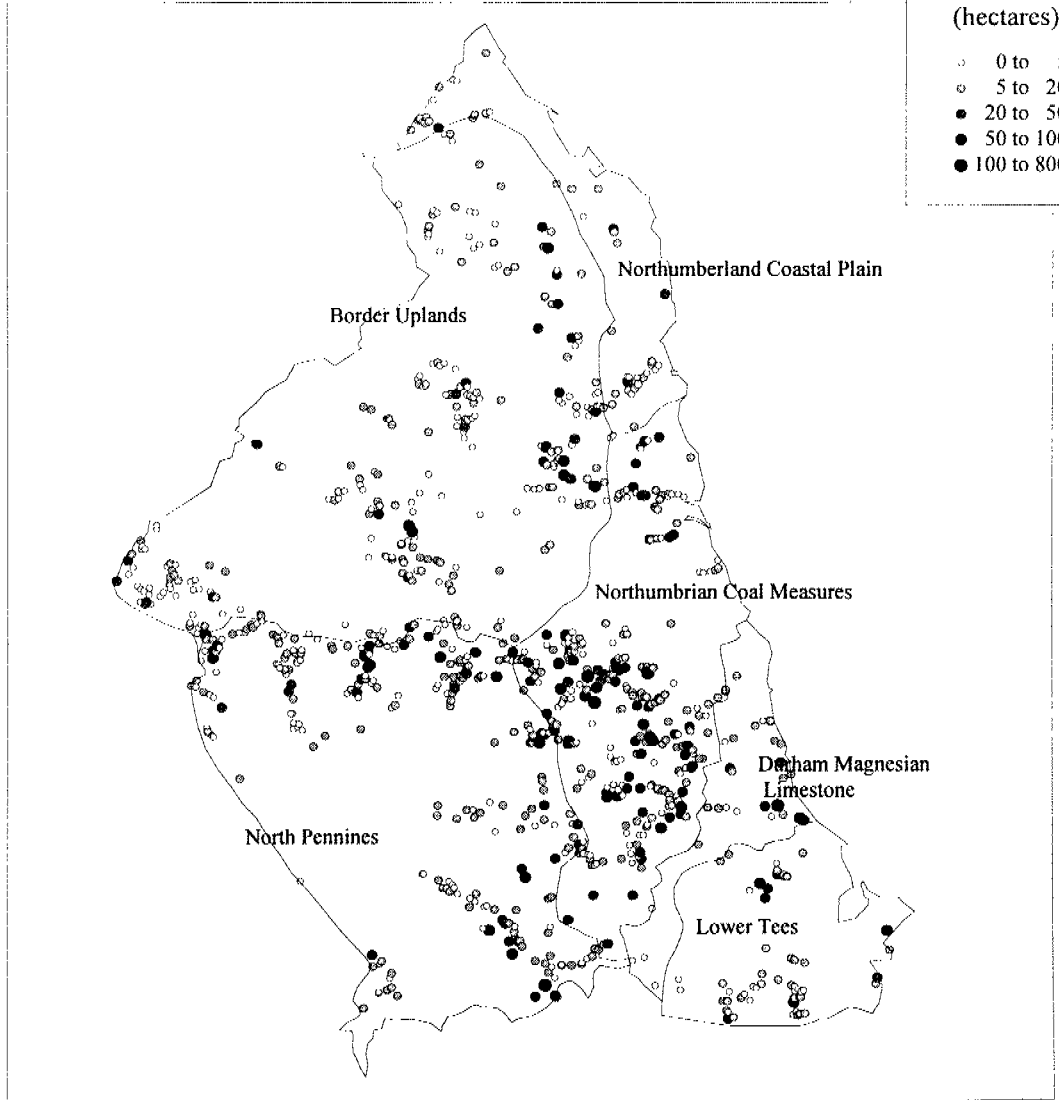 (hectares)
0 to
5 to 20
20 to 50
50 to 100
100 to 800
Northumberland Coastal Plain
Border Uplands
Northumbrian Coal Measures
Durham Magnesian
Limestone
North Pennines
Lower Tees